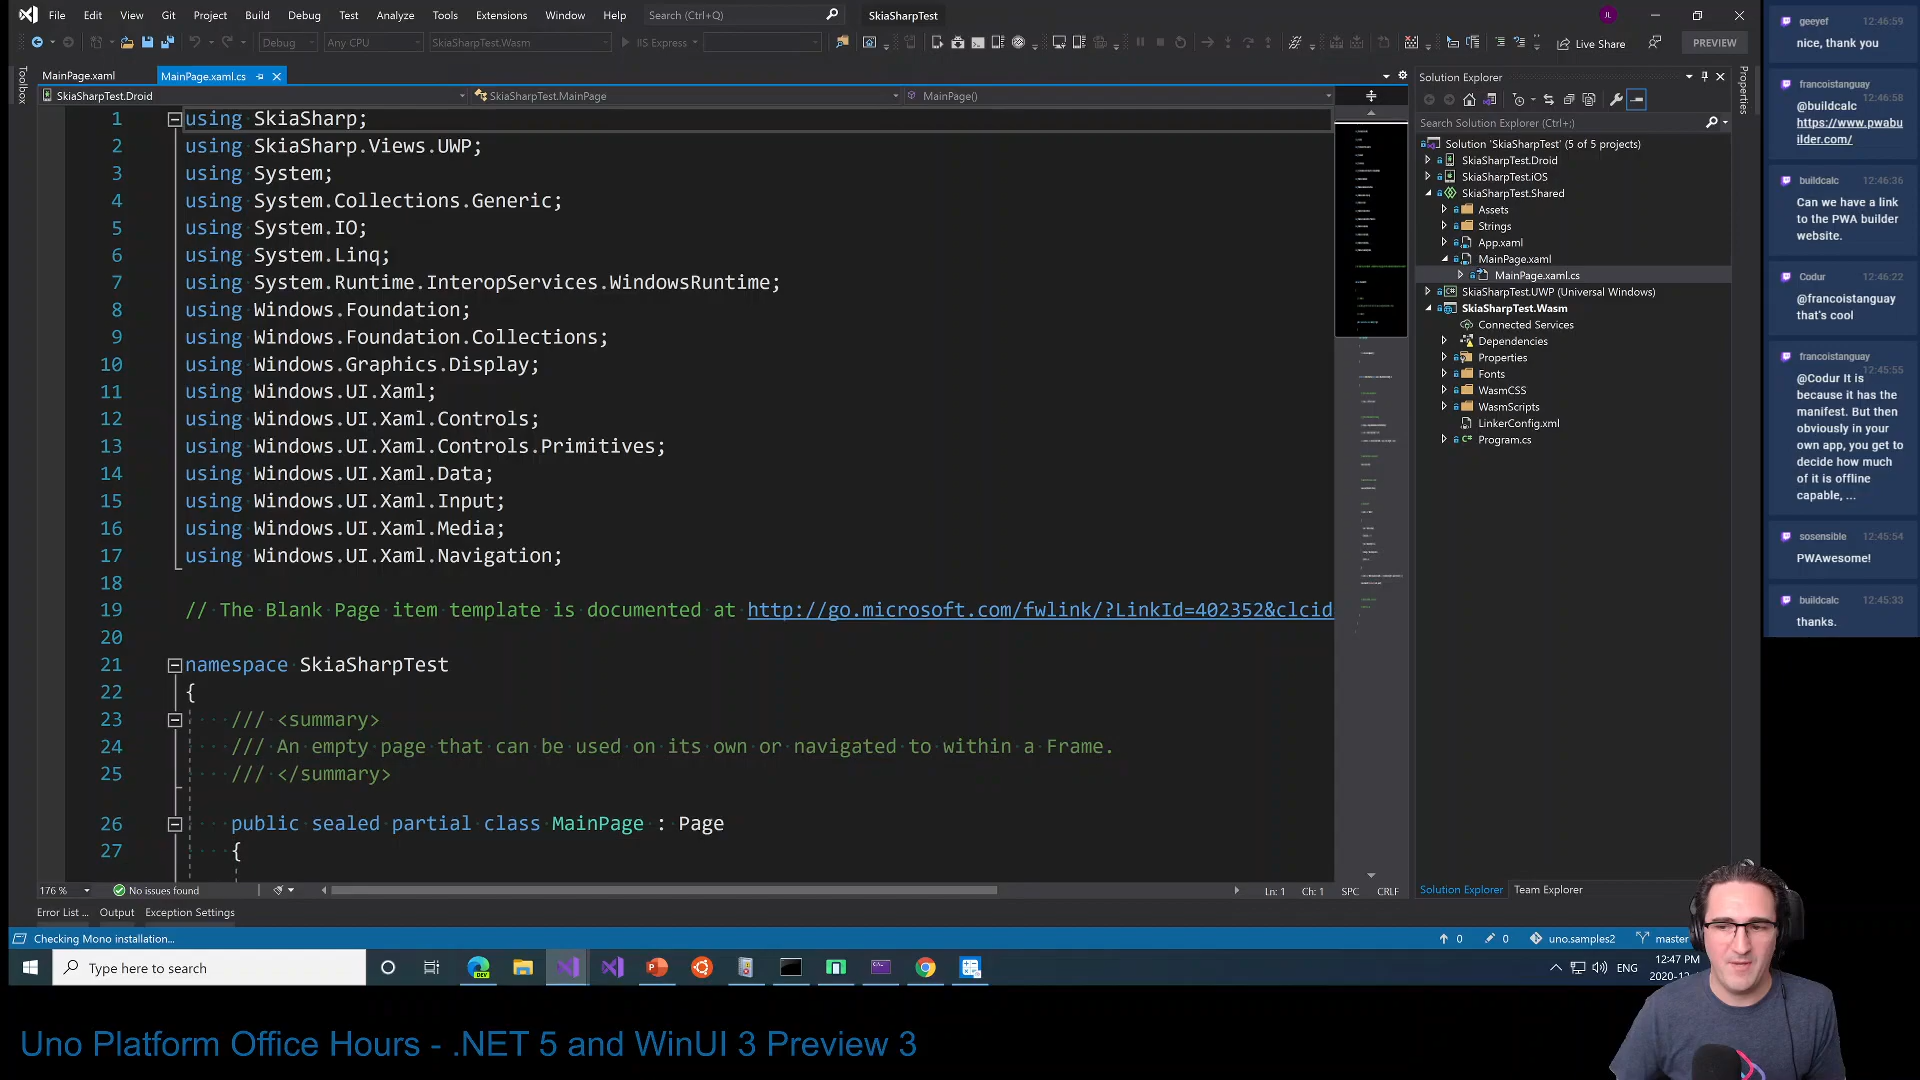 File Edit View Git Project Build Debug Test Analyze Tools Extensions Window Help Search (Ctrl+Q) SkiaSharpTest JL
Debug Any CPU SkiaSharpTest.Wasm IIS Express Live Share PREVIEW
Toolbox
MainPage.xaml MainPage.xaml.cs
SkiaSharpTest.Droid SkiaSharpTest.MainPage MainPage()
1 using SkiaSharp;
2 using SkiaSharp.Views.UWP;
3 using System;
4 using System.Collections.Generic;
5 using System.IO;
6 using System.Linq;
7 using System.Runtime.InteropServices.WindowsRuntime;
8 using Windows.Foundation;
9 using Windows.Foundation.Collections;
10 using Windows.Graphics.Display;
11 using Windows.UI.Xaml;
12 using Windows.UI.Xaml.Controls;
13 using Windows.UI.Xaml.Controls.Primitives;
14 using Windows.UI.Xaml.Data;
15 using Windows.UI.Xaml.Input;
16 using Windows.UI.Xaml.Media;
17 using Windows.UI.Xaml.Navigation;
18
19 // The Blank Page item template is documented at http://go.microsoft.com/fwlink/?LinkId=402352&clcid
20
21 namespace SkiaSharpTest
22 {
23 /// <summary>
24 /// An empty page that can be used on its own or navigated to within a Frame.
25 /// </summary>
26 public sealed partial class MainPage : Page
27 {
176 % No issues found Ln: 1 Ch: 1 SPC CRLF
Error List ... Output Exception Settings
Checking Mono installation... 0 0 uno.samples2 master
Solution Explorer
Properties
Search Solution Explorer (Ctrl+;)
Solution 'SkiaSharpTest' (5 of 5 projects)
SkiaSharpTest.Droid
SkiaSharpTest.iOS
SkiaSharpTest.Shared
Assets
Strings
App.xaml
MainPage.xaml
MainPage.xaml.cs
SkiaSharpTest.UWP (Universal Windows)
SkiaSharpTest.Wasm
Connected Services
Dependencies
Properties
Fonts
WasmCSS
WasmScripts
LinkerConfig.xml
Program.cs
Solution Explorer Team Explorer
geeyef 12:46:59
nice, thank you
francoistanguay
12:46:58
@buildcalc
https://www.pwabu
ilder.com/
buildcalc 12:46:36
Can we have a link
to the PWA builder
website.
Codur 12:46:22
@francoistanguay
that's cool
francoistanguay
12:45:55
@Codur It is
because it has the
manifest. But then
obviously in your
own app, you get to
decide how much
of it is offline
capable, ...
sosensible 12:45:54
PWAwesome!
buildcalc 12:45:33
thanks.
Type here to search ENG 12:47 PM
2020-12-
Uno Platform Office Hours - .NET 5 and WinUI 3 Preview 3